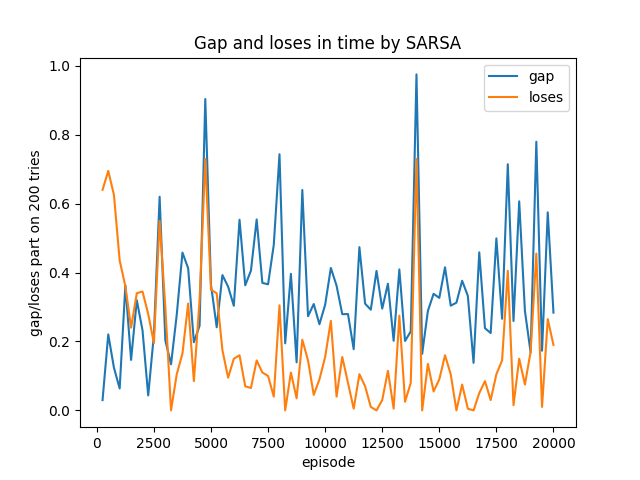 Gap and loses in time by SARSA
gap
loses
gap/loses part on 200 tries
1.0
0.8
0.6
0.4
0.2
0.0
0 2500 5000 7500 10000 12500 15000 17500 20000
episode